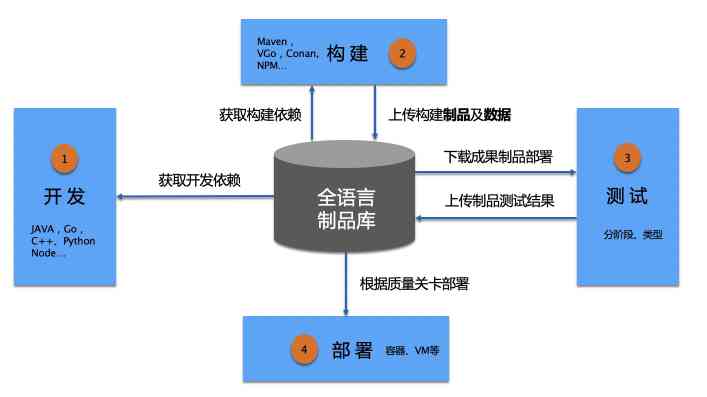 Maven，
VGo，Conan，
NPM…
构建
2
获取构建依赖
上传构建制品及数据
1
开发
JAVA，Go，
C++，Python
Node…
获取开发依赖
全语言
制品库
下载成果制品部署
上传制品测试结果
3
测试
分阶段、类型
根据质量关卡部署
4
部署
容器、VM等